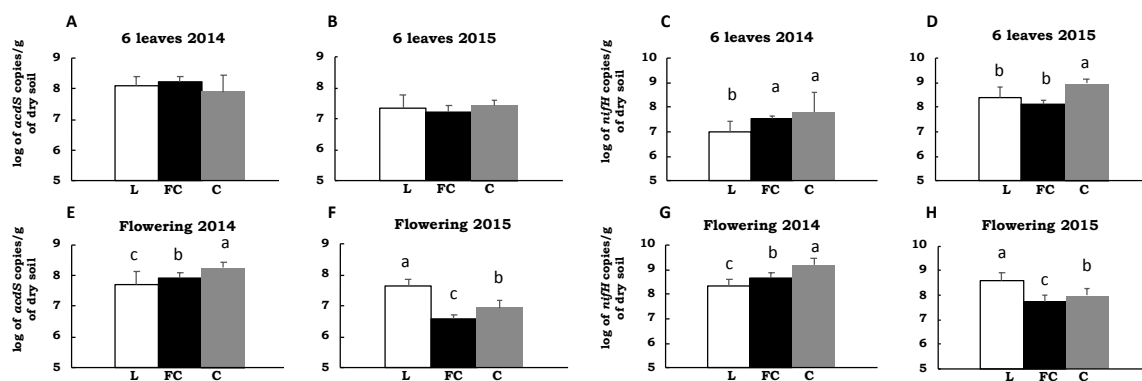 A
6 leaves 2014
log of acdS copies/g
of dry soil
9
8
7
6
5
L FC C
B
6 leaves 2015
9
8
7
6
5
L FC C
C
6 leaves 2014
log of nifH copies/g
of dry soil
10
9
8
7
6
5
b a a
L FC C
D
6 leaves 2015
10
9
8
7
6
5
b b a
L FC C
E
Flowering 2014
log of acdS copies/g
of dry soil
9
8
7
6
5
c b a
L FC C
F
Flowering 2015
9
8
7
6
5
a c b
L FC C
G
Flowering 2014
log of nifH copies/g
of dry soil
10
9
8
7
6
5
c b a
L FC C
H
Flowering 2015
10
9
8
7
6
5
a c b
L FC C